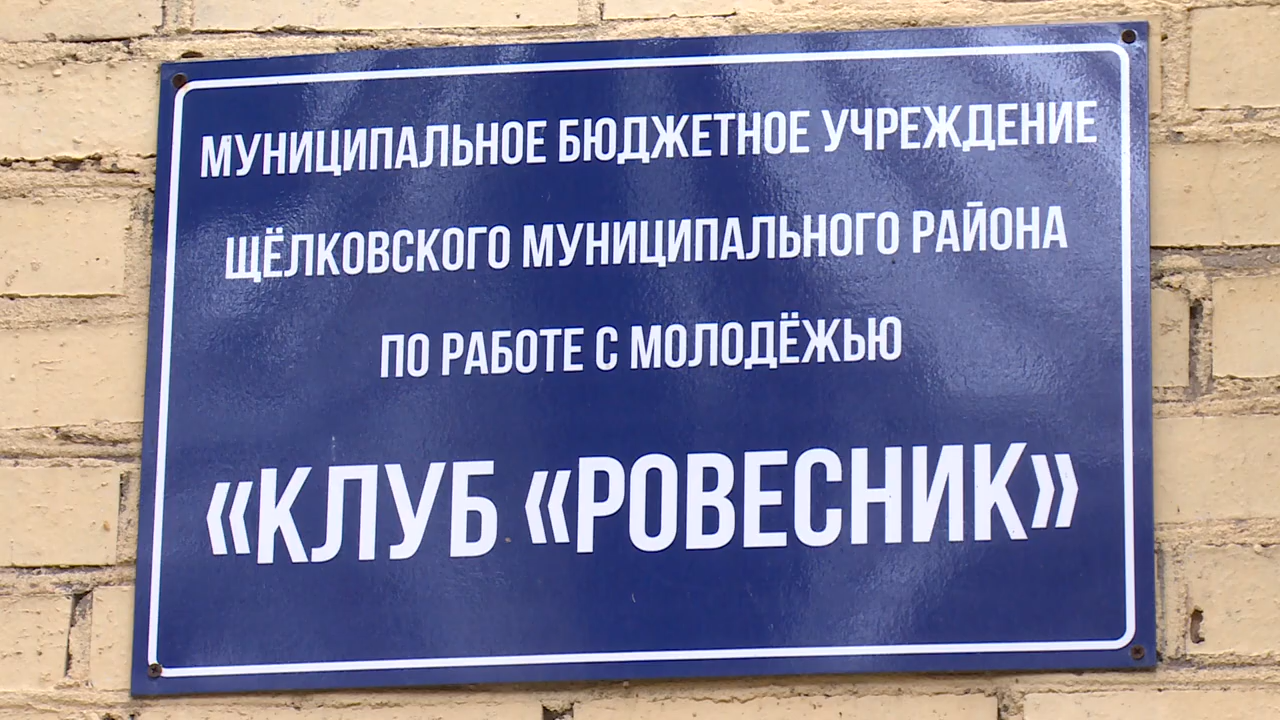 МУНИЦИПАЛЬНОЕ БЮДЖЕТНОЕ УЧРЕЖДЕНИЕ
ЩЁЛКОВСКОГО МУНИЦИПАЛЬНОГО РАЙОНА
ПО РАБОТЕ С МОЛОДЁЖЬЮ
«КЛУБ «РОВЕСНИК»